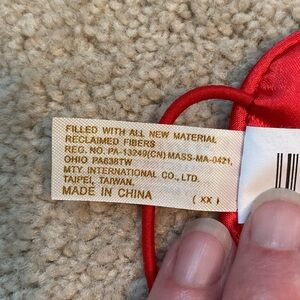 FILLED WITH ALL NEW MATERIAL
RECLAIMED FIBERS
REG. NO. PA-13249(CN) MASS-MA-0421,
OHIO PA638TW
MTY INTERNATIONAL CO., LTD.
TAIPEI, TAIWAN.
MADE IN CHINA
( XX )